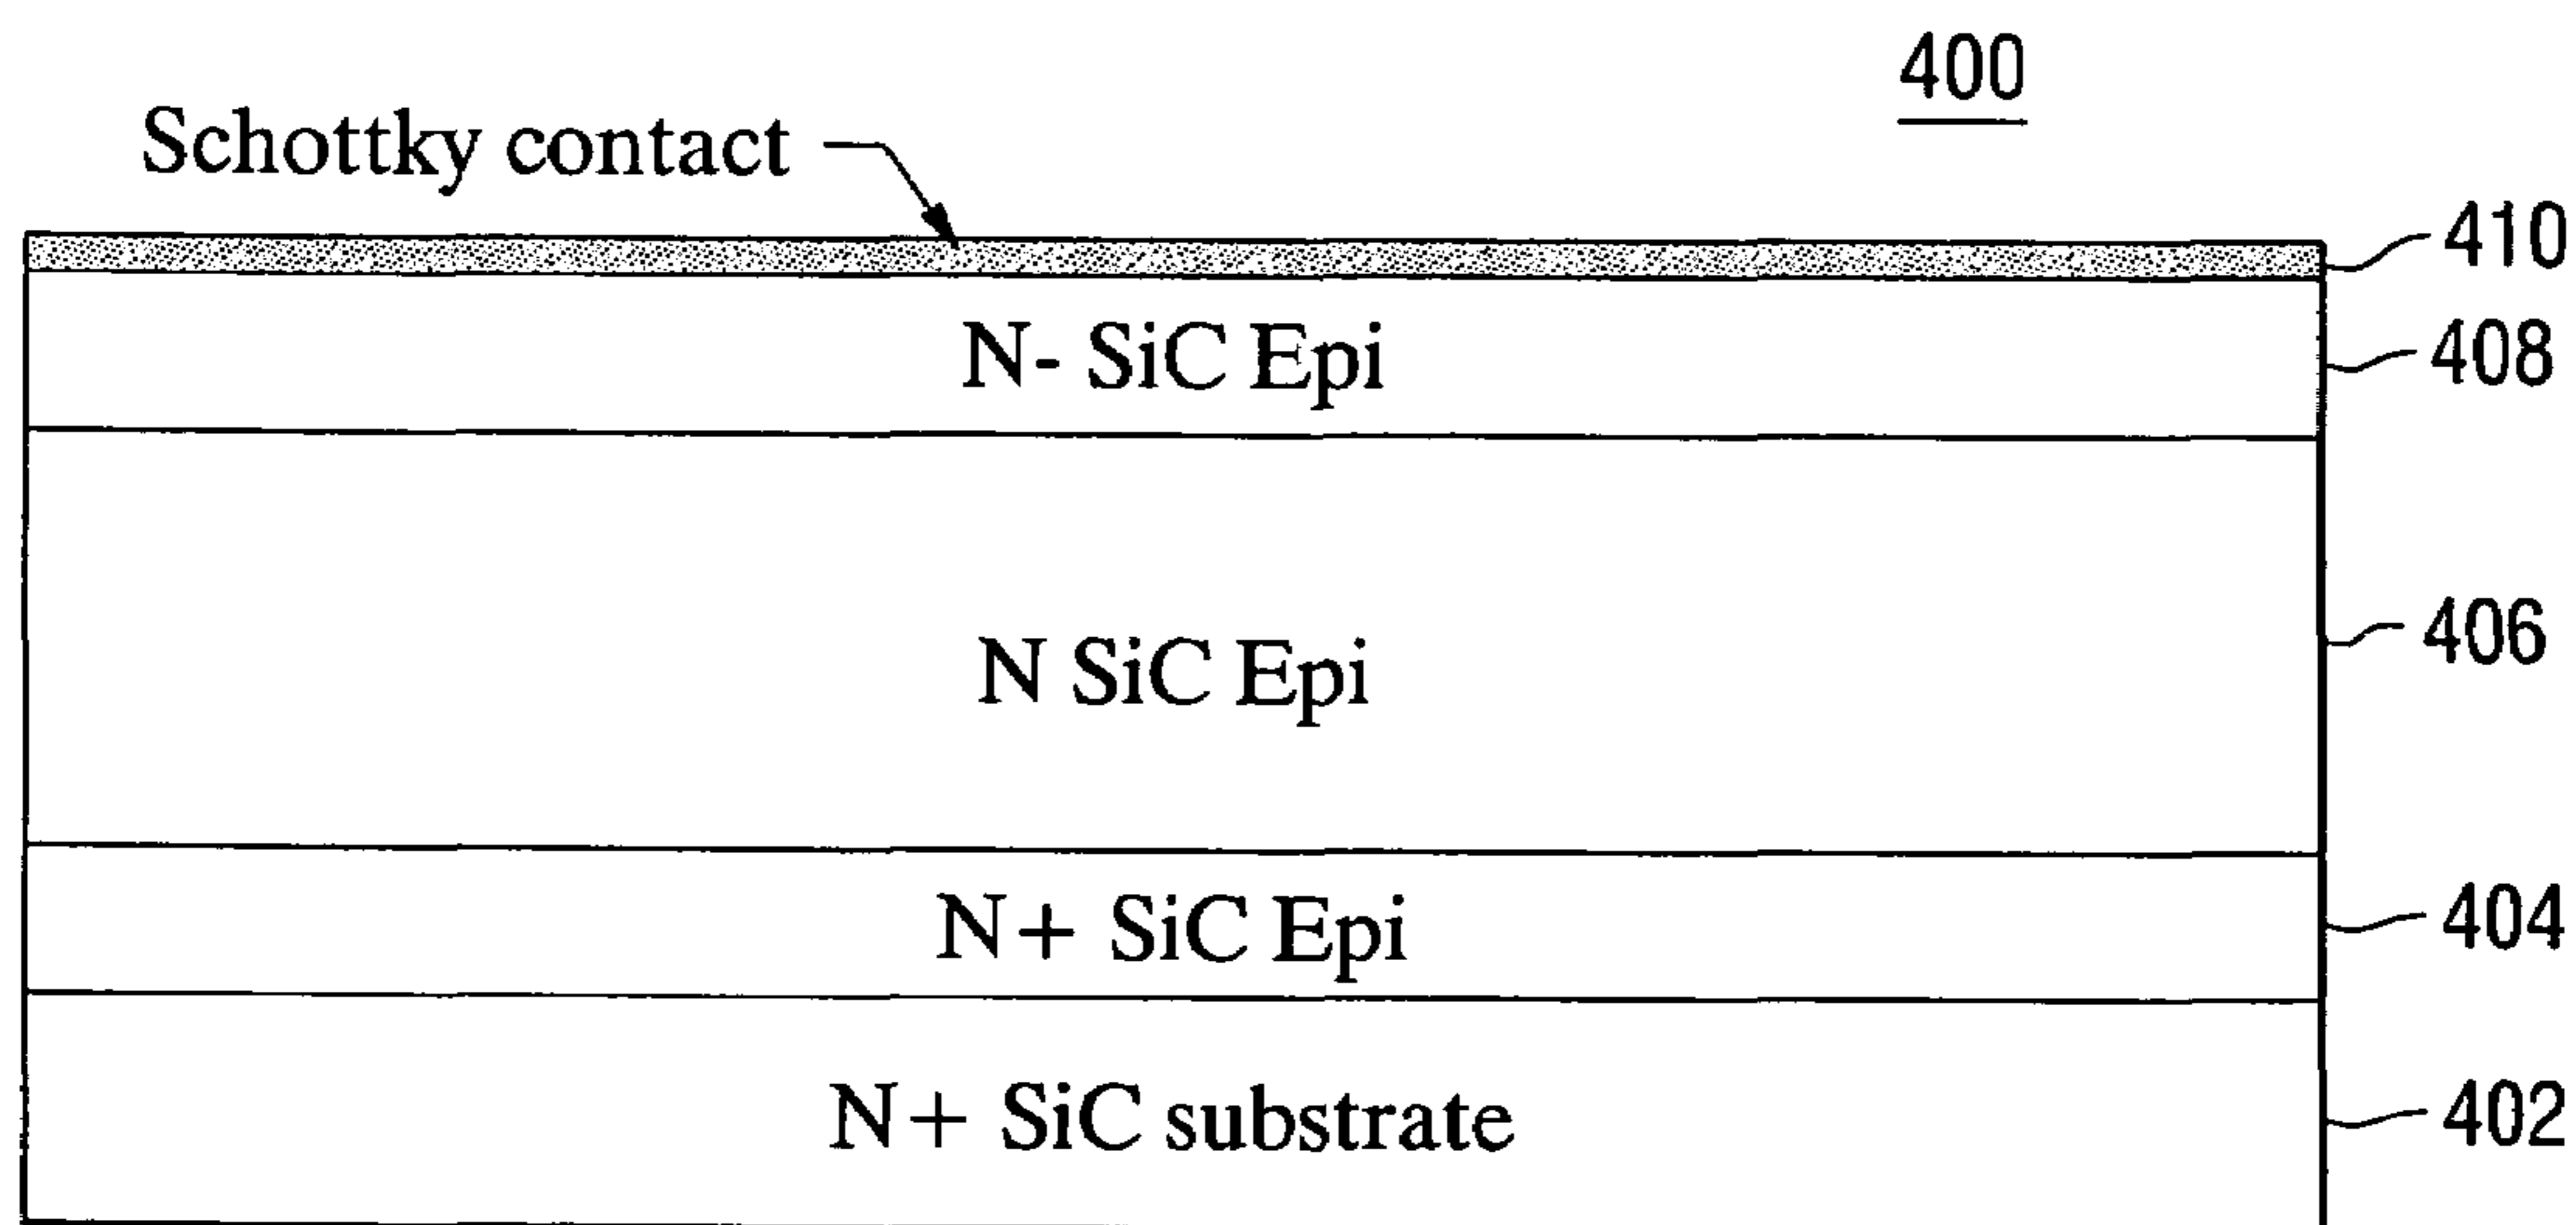 400
Schottky contact
410
N- SiC Epi
408
N SiC Epi
406
N+ SiC Epi
404
N+ SiC substrate
402